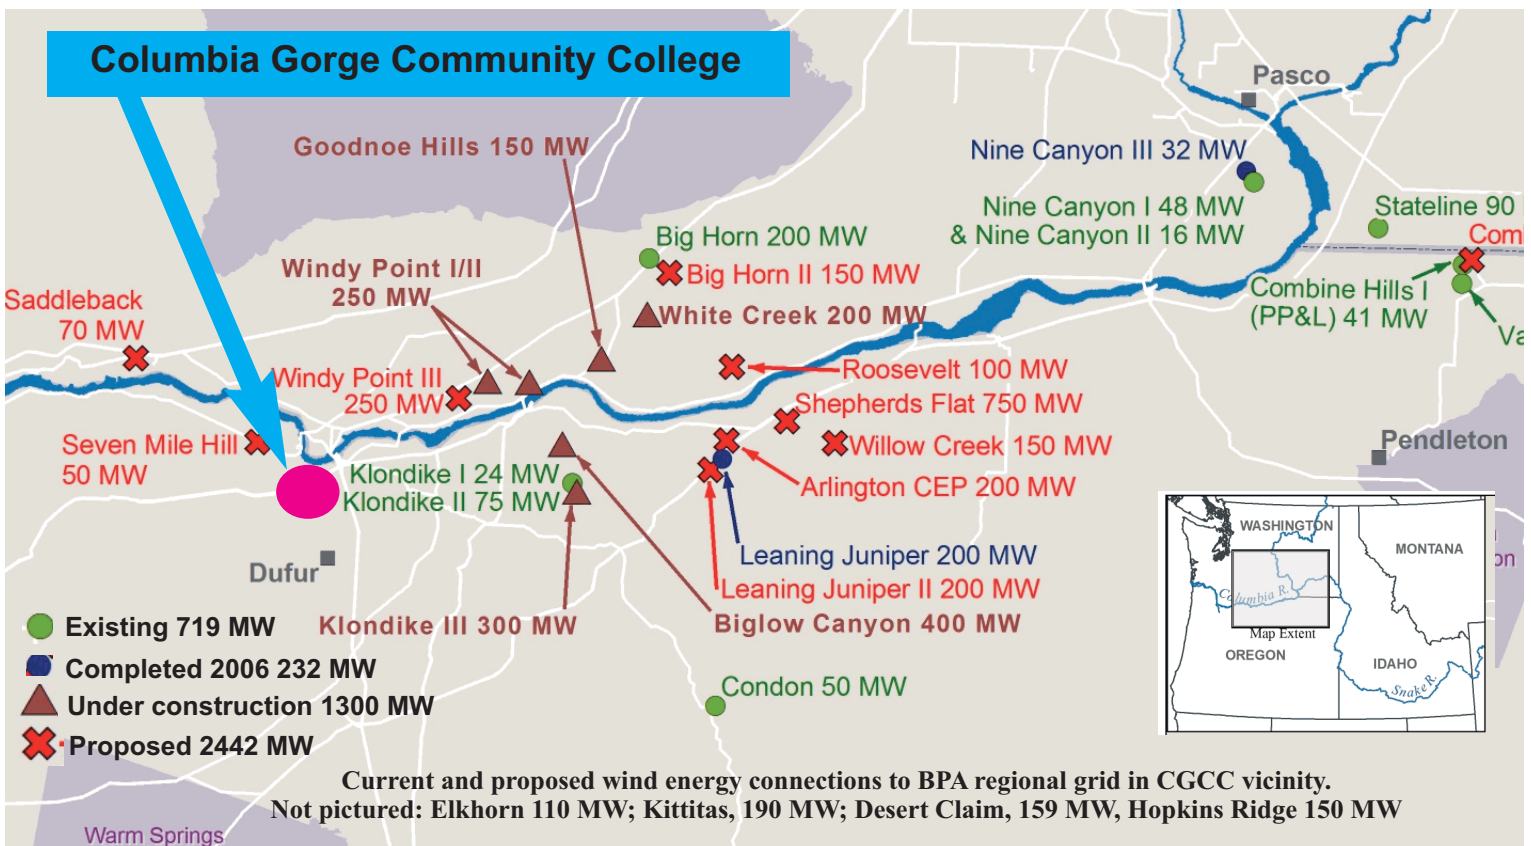 Columbia Gorge Community College
Pasco
Goodnoe Hills 150 MW
Nine Canyon III 32 MW
Nine Canyon I 48 MW
& Nine Canyon II 16 MW
Stateline 90
Com
Big Horn 200 MW
Big Horn II 150 MW
Windy Point I/II
250 MW
White Creek 200 MW
Combine Hills I
(PP&L) 41 MW
Va
Saddleback
70 MW
Windy Point III
250 MW
Roosevelt 100 MW
Shepherds Flat 750 MW
Willow Creek 150 MW
Pendleton
Seven Mile Hill
50 MW
Klondike I 24 MW
Klondike II 75 MW
Arlington CEP 200 MW
Leaning Juniper 200 MW
Leaning Juniper II 200 MW
Dufur
Klondike III 300 MW
Biglow Canyon 400 MW
Condon 50 MW
WASHINGTON
MONTANA
Columbia R.
Map Extent
OREGON
IDAHO
Snake R.
on
Existing 719 MW
Completed 2006 232 MW
Under construction 1300 MW
Proposed 2442 MW
Current and proposed wind energy connections to BPA regional grid in CGCC vicinity.
Not pictured: Elkhorn 110 MW; Kittitas, 190 MW; Desert Claim, 159 MW, Hopkins Ridge 150 MW
Warm Springs